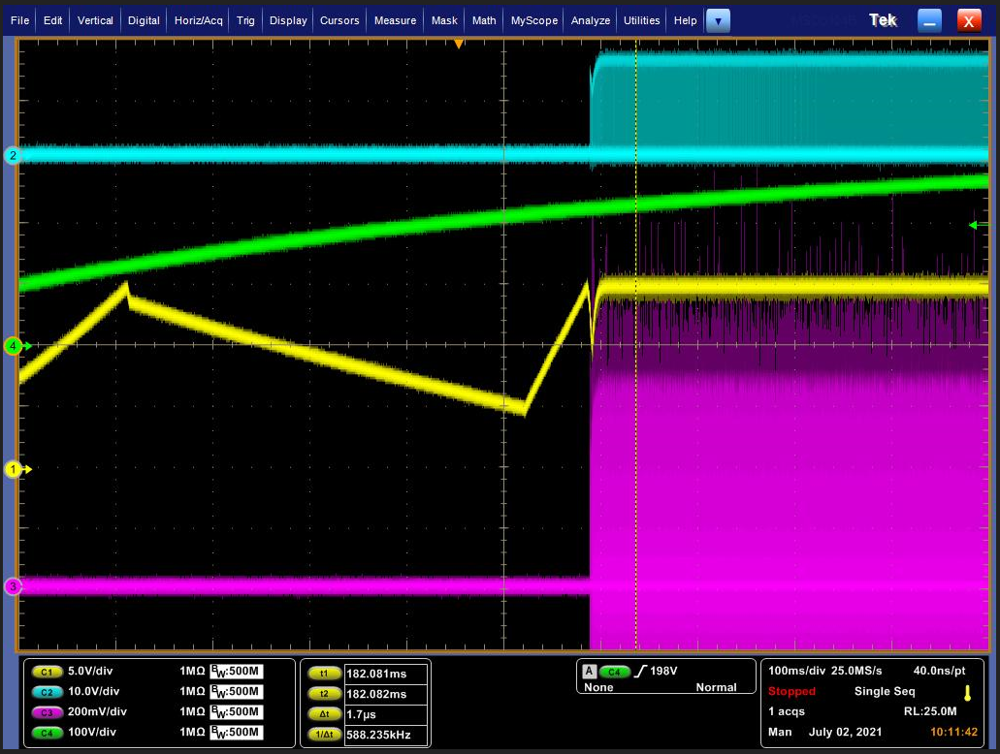 File Edit Vertical Digital Horiz/Acq Trig Display Cursors Measure Mask Math MyScope Analyze Utilities Help Tek X
2
4
1
3
C1 5.0V/div 1MΩ BW:500M
C2 10.0V/div 1MΩ BW:500M
C3 200mV/div 1MΩ BW:500M
C4 100V/div 1MΩ BW:500M
t1 182.081ms
t2 182.082ms
Δt 1.7µs
1/Δt 588.235kHz
A C4 198V
None Normal
100ms/div 25.0MS/s 40.0ns/pt
Stopped Single Seq
1 acqs RL:25.0M
Man July 02, 2021 10:11:42